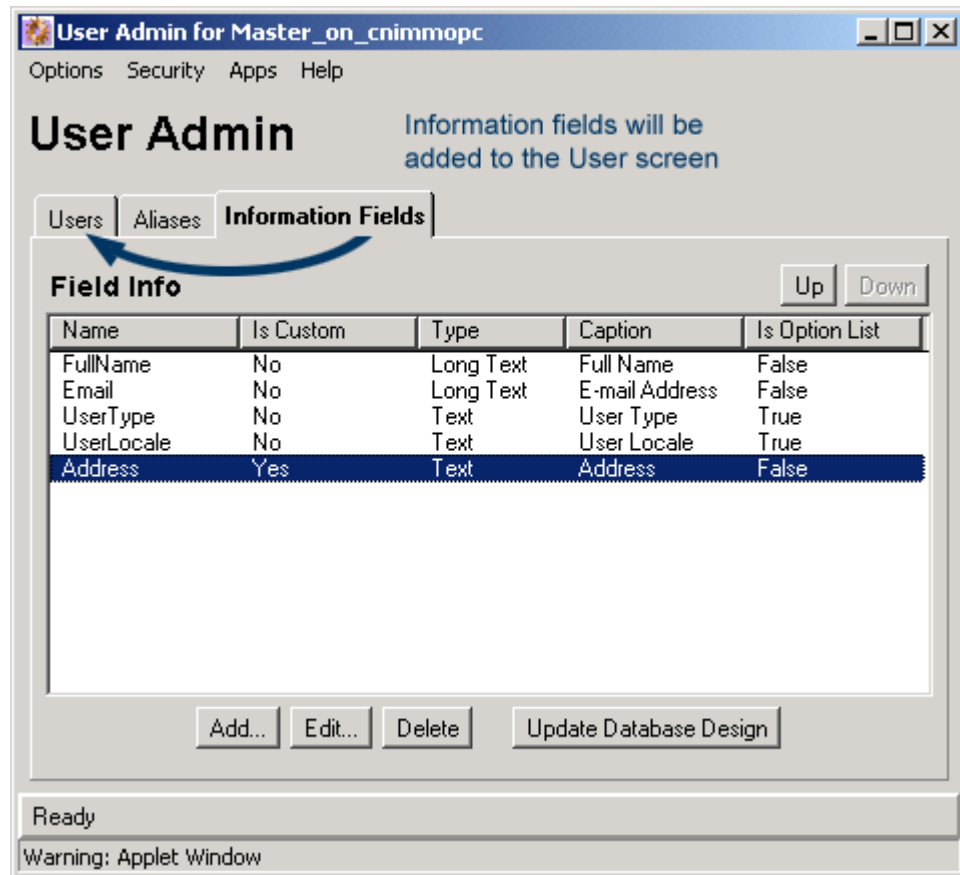 User Admin for Master_on_cnimmopc
Options Security Apps Help
User Admin
Information fields will be
added to the User screen
Users Aliases Information Fields
Field Info
Up Down
Name Is Custom Type Caption Is Option List
FullName No Long Text Full Name False
Email No Long Text E-mail Address False
UserType No Text User Type True
UserLocale No Text User Locale True
Address Yes Text Address False
Add... Edit... Delete Update Database Design
Ready
Warning: Applet Window